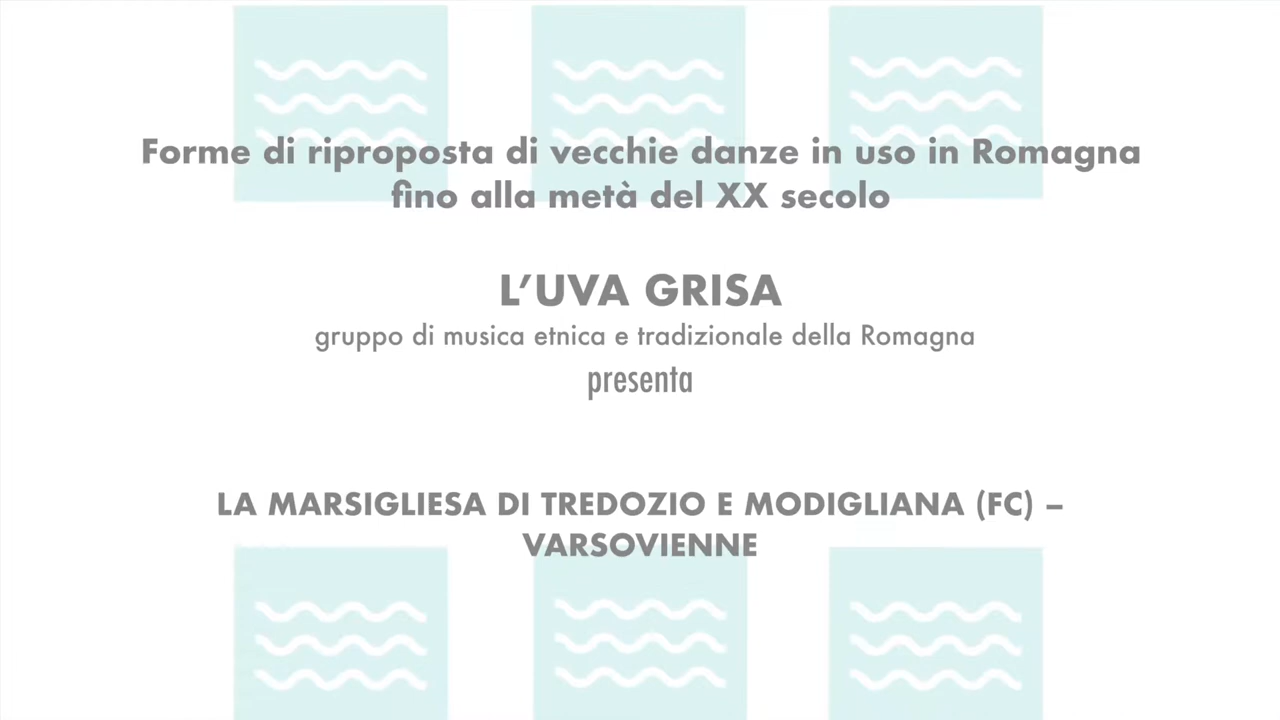 Forme di riproposta di vecchie danze in uso in Romagna
fino alla metà del XX secolo
L’UVA GRISA
gruppo di musica etnica e tradizionale della Romagna
presenta
LA MARSIGLIESA DI TREDOZIO E MODIGLIANA (FC) –
VARSOVIENNE